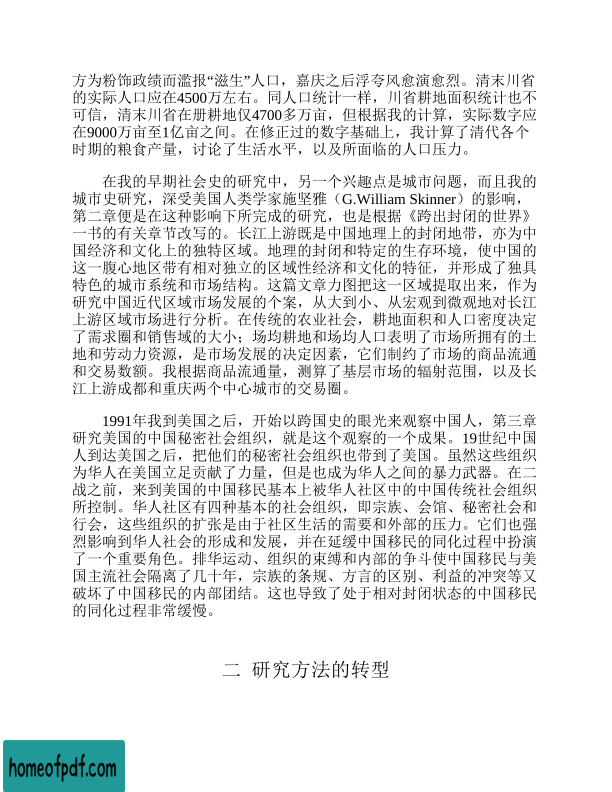 方为粉饰政绩而滥报“滋生”人口，嘉庆之后浮夸风愈演愈烈。清末川省
的实际人口应在4500万左右。同人口统计一样，川省耕地面积统计也不
可信，清末川省在册耕地仅4700多万亩，但根据我的计算，实际数字应
在9000万亩至1亿亩之间。在修正过的数字基础上，我计算了清代各个
时期的粮食产量，讨论了生活水平，以及所面临的人口压力。
在我的早期社会史的研究中，另一个兴趣点是城市问题，而且我的
城市史研究，深受美国人类学家施坚雅（G.William Skinner）的影响，
第二章便是在这种影响下所完成的研究，也是根据《跨出封闭的世界》
一书的有关章节改写的。长江上游既是中国地理上的封闭地带，亦为中
国经济和文化上的独特区域。地理的封闭和特定的生存环境，使中国的
这一腹心地区带有相对独立的区域性经济和文化的特征，并形成了独具
特色的城市系统和市场结构。这篇文章力图把这一区域提取出来，作为
研究中国近代区域市场发展的个案，从大到小、从宏观到微观地对长江
上游区域市场进行分析。在传统的农业社会，耕地面积和人口密度决定
了需求圈和销售域的大小；场均耕地和场均人口表明了市场所拥有的土
地和劳动力资源，是市场发展的决定因素，它们制约了市场的商品流通
和交易数额。我根据商品流通量，测算了基层市场的辐射范围，以及长
江上游成都和重庆两个中心城市的交易圈。
1991年我到美国之后，开始以跨国史的眼光来观察中国人，第三章
研究美国的中国秘密社会组织，就是这个观察的一个成果。19世纪中国
人到达美国之后，把他们的秘密社会组织也带到了美国。虽然这些组织
为华人在美国立足贡献了力量，但是也成为华人之间的暴力武器。在二
战之前，来到美国的中国移民基本上被华人社区中的中国传统社会组织
所控制。华人社区有四种基本的社会组织，即宗族、会馆、秘密社会和
行会，这些组织的扩张是由于社区生活的需要和外部的压力。它们也强
烈影响到华人社会的形成和发展，并在延缓中国移民的同化过程中扮演
了一个重要角色。排华运动、组织的束缚和内部的争斗使中国移民与美
国主流社会隔离了几十年，宗族的条规、方言的区别、利益的冲突等又
破坏了中国移民的内部团结。这也导致了处于相对封闭状态的中国移民
的同化过程非常缓慢。
二 研究方法的转型
homeofpdf.com